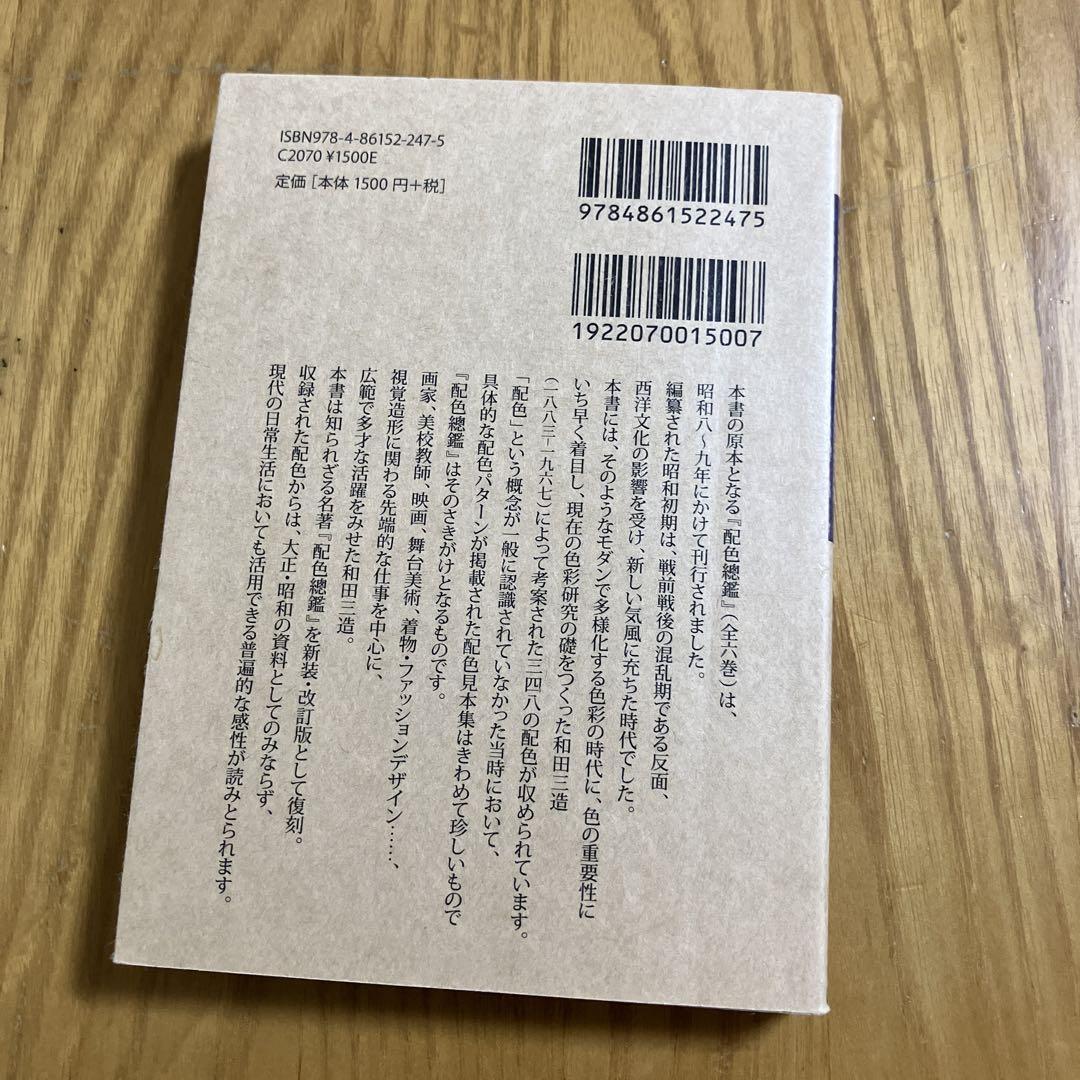 ISBN978-4-86152-247-5
C2070 ¥1500E
定価［本体 1500 円＋税］
9784861522475
1922070015007
本書の原本となる『配色總鑑』（全六巻）は、
昭和八〜九年にかけて刊行されました。
編纂された昭和初期は、戦前戦後の混乱期である反面、
西洋文化の影響を受け、新しい気風に充ちた時代でした。
本書には、そのようなモダンで多様化する色彩の時代に、色の重要性に
いち早く着目し、現在の色彩研究の礎をつくった和田三造
（一八八三−一九六七）によって考案された三四八の配色が収められています。
「配色」という概念が一般に認識されていなかった当時において、
具体的な配色パターンが掲載された配色見本集はきわめて珍しいもので
『配色總鑑』はそのさきがけとなるものです。
画家、美校教師、映画、舞台美術、着物・ファッションデザイン……、
視覚造形に関わる先端的な仕事を中心に、
広範で多才な活躍をみせた和田三造。
本書は知られざる名著『配色總鑑』を新装・改訂版として復刻。
収録された配色からは、大正・昭和の資料としてのみならず、
現代の日常生活においても活用できる普遍的な感性が読みとられます。